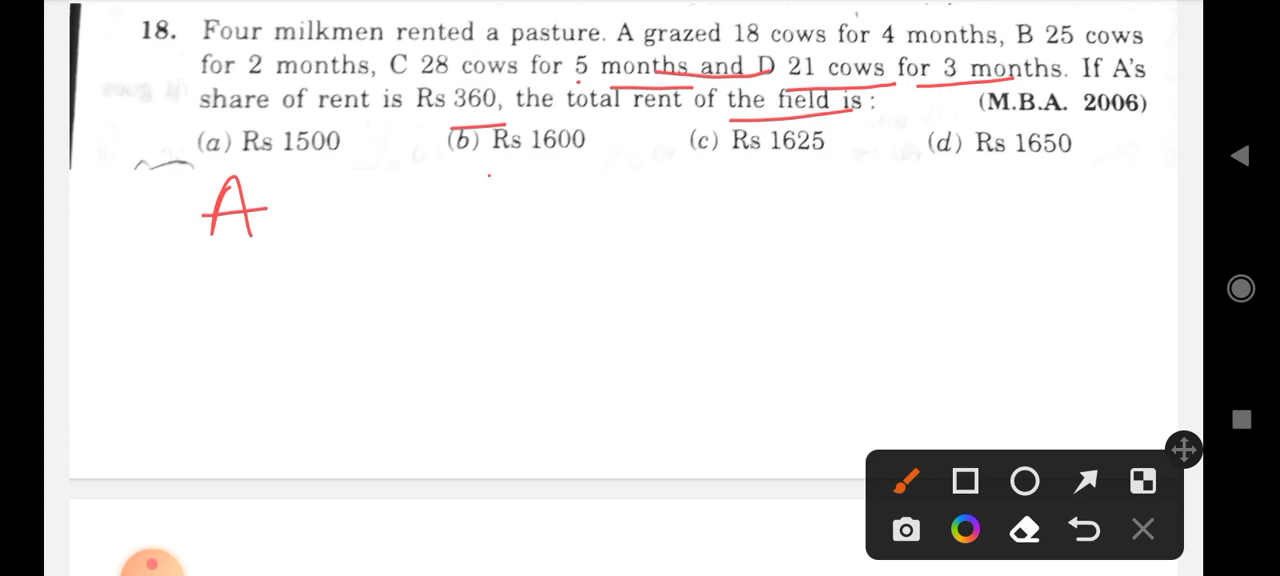 18. Four milkmen rented a pasture. A grazed 18 cows for 4 months, B 25 cows
for 2 months, C 28 cows for 5 months and D 21 cows for 3 months. If A's
share of rent is Rs 360, the total rent of the field is : (M.B.A. 2006)
(a) Rs 1500 (b) Rs 1600 (c) Rs 1625 (d) Rs 1650
A